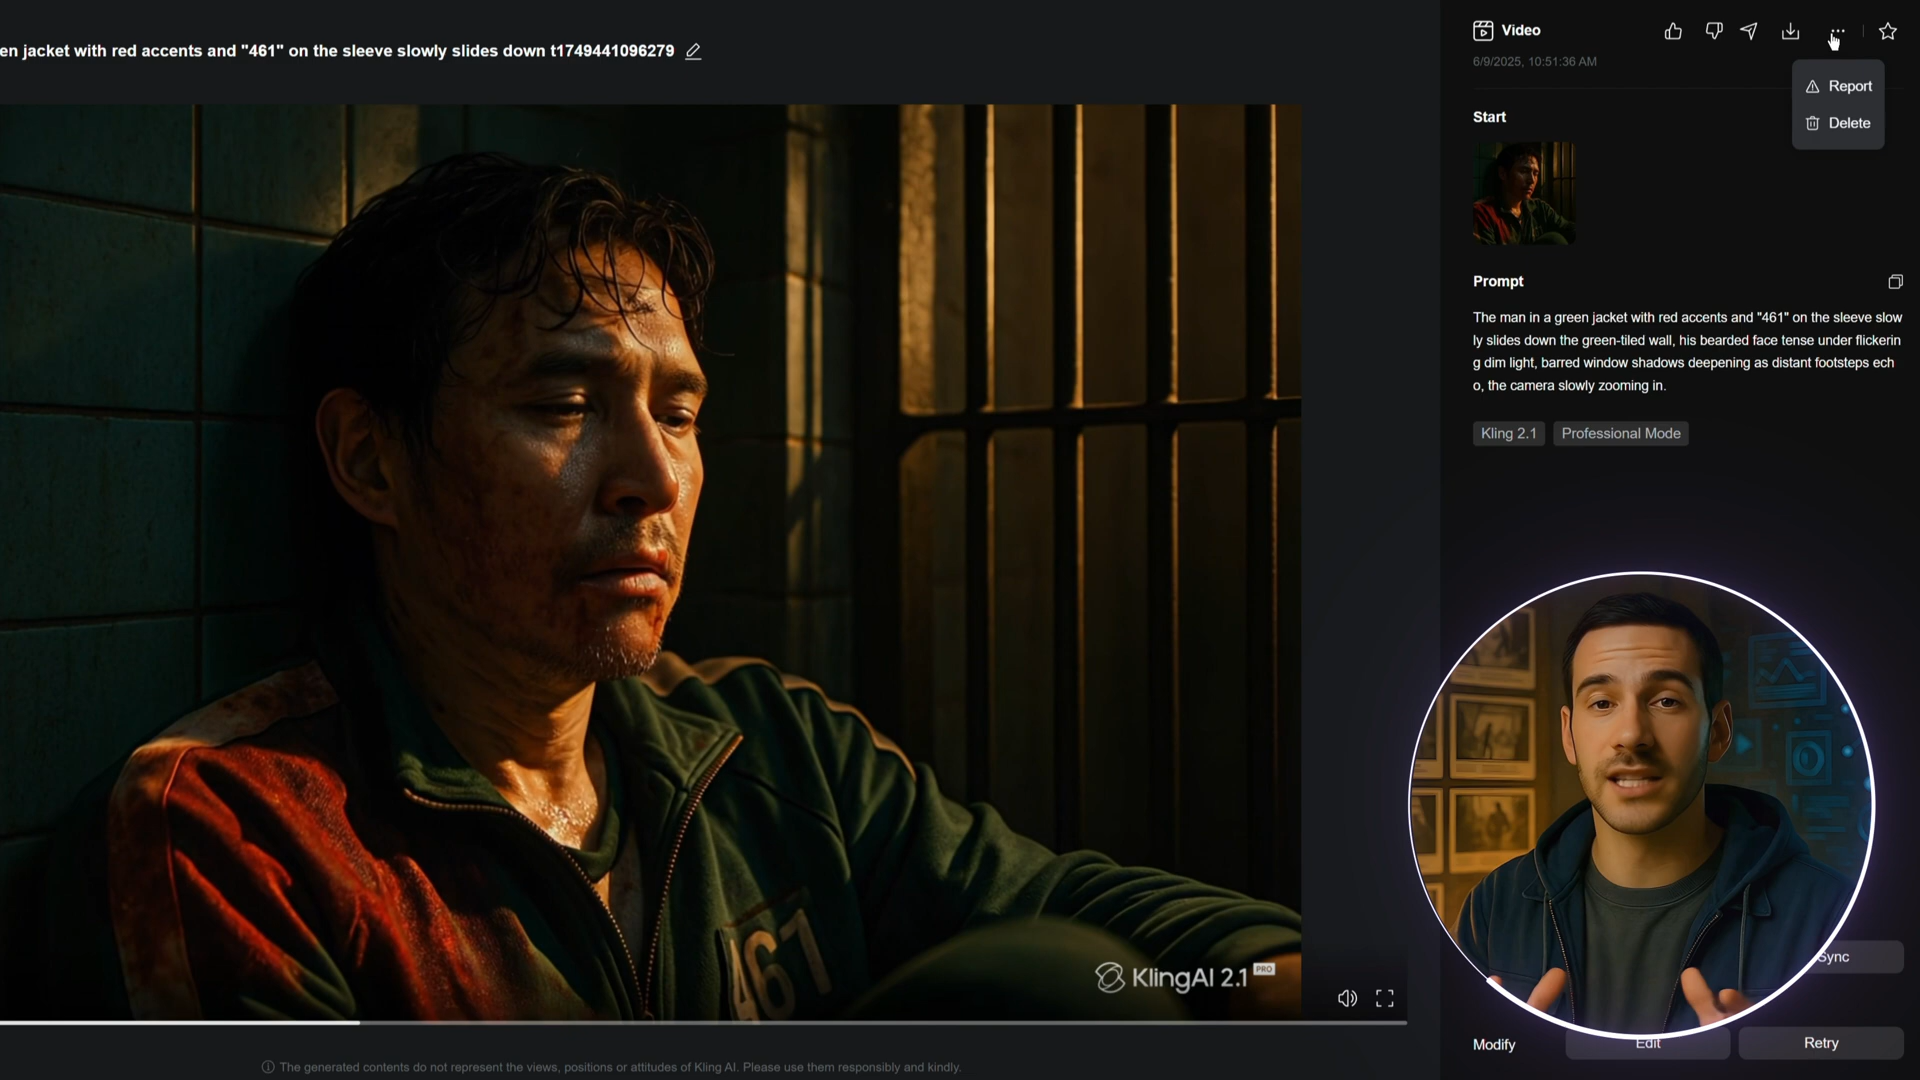 en jacket with red accents and "461" on the sleeve slowly slides down t1749441096279
Video
6/9/2025, 10:51:36 AM
Report
Delete
Start
Prompt
The man in a green jacket with red accents and "461" on the sleeve slow
ly slides down the green-tiled wall, his bearded face tense under flickerin
g dim light, barred window shadows deepening as distant footsteps ech
o, the camera slowly zooming in.
Kling 2.1
Professional Mode
461
KlingAI 2.1 PRO
Sync
Modify
Edit
Retry
The generated contents do not represent the views, positions or attitudes of Kling AI. Please use them responsibly and kindly.